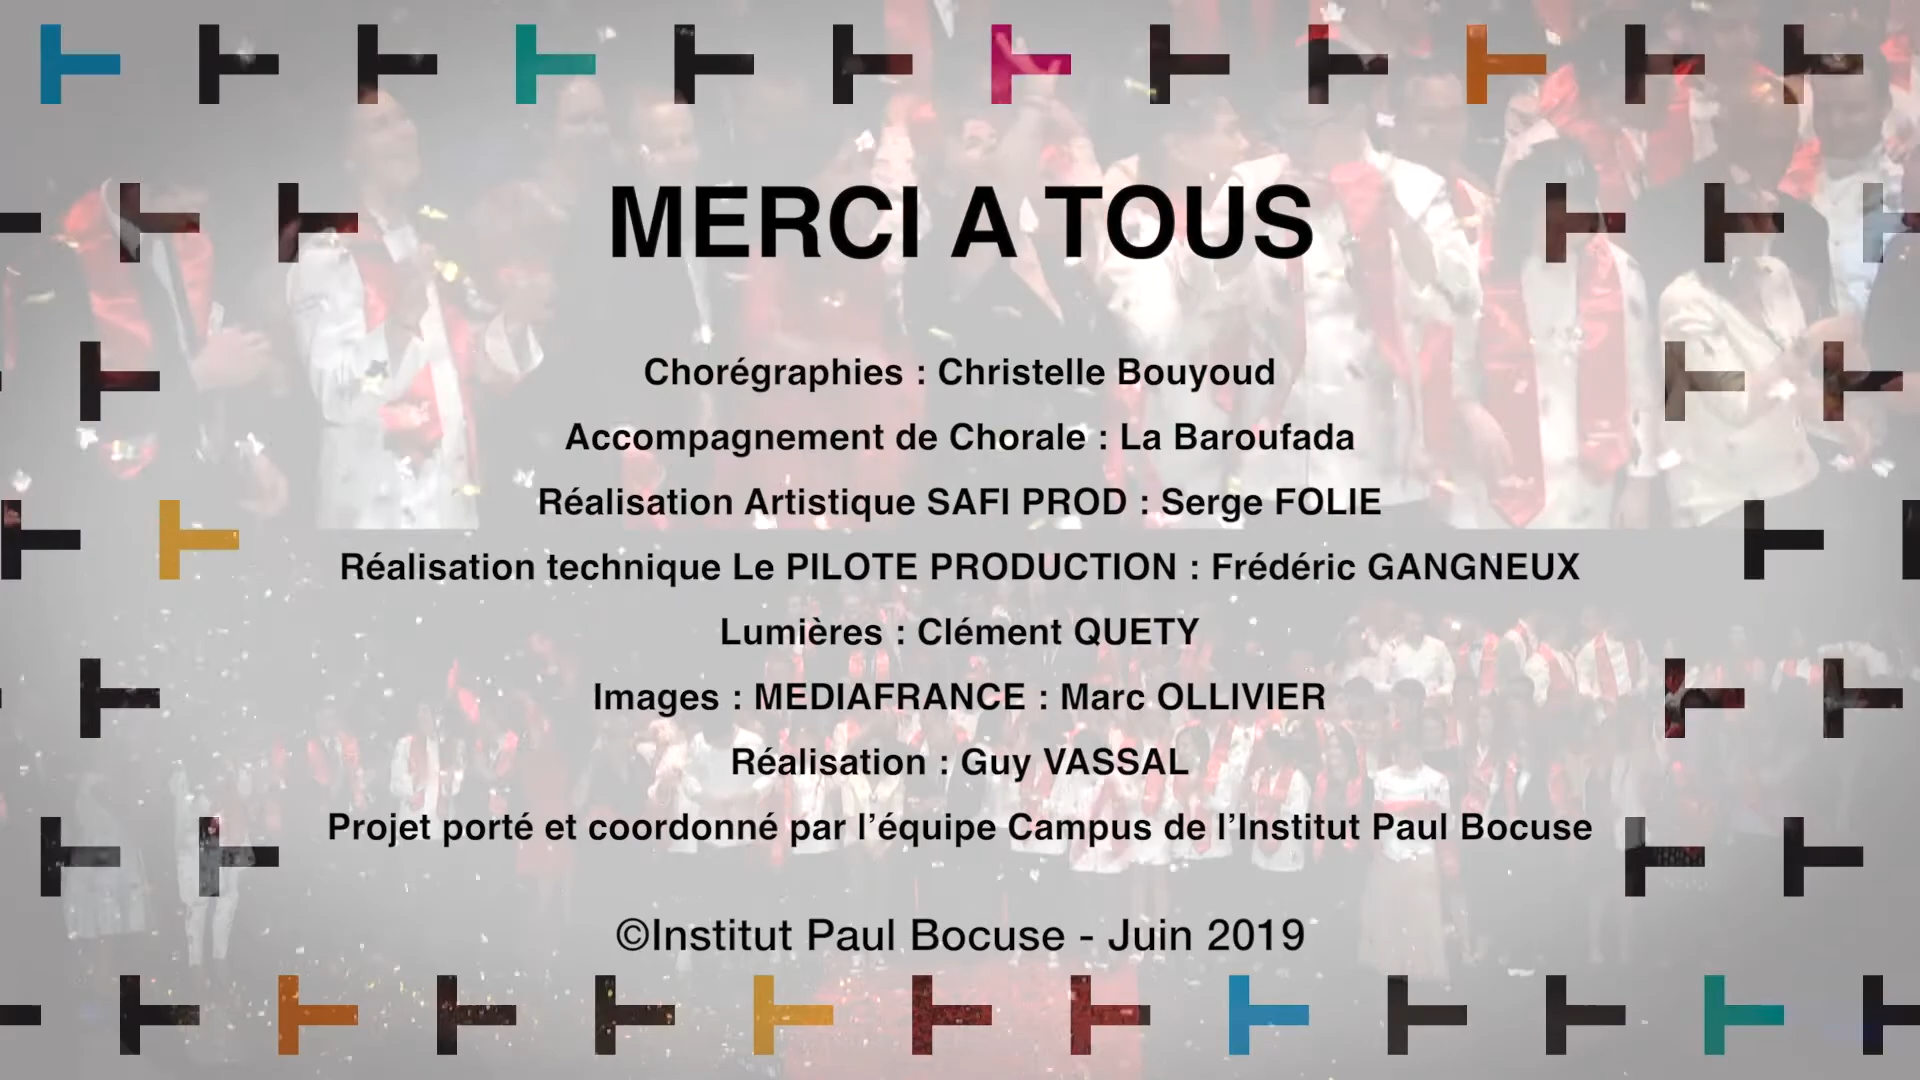 MERCI A TOUS
Chorégraphies : Christelle Bouyoud
Accompagnement de Chorale : La Baroufada
Réalisation Artistique SAFI PROD : Serge FOLIE
Réalisation technique Le PILOTE PRODUCTION : Frédéric GANGNEUX
Lumières : Clément QUETY
Images : MEDIAFRANCE : Marc OLLIVIER
Réalisation : Guy VASSAL
Projet porté et coordonné par l’équipe Campus de l’Institut Paul Bocuse
©Institut Paul Bocuse - Juin 2019